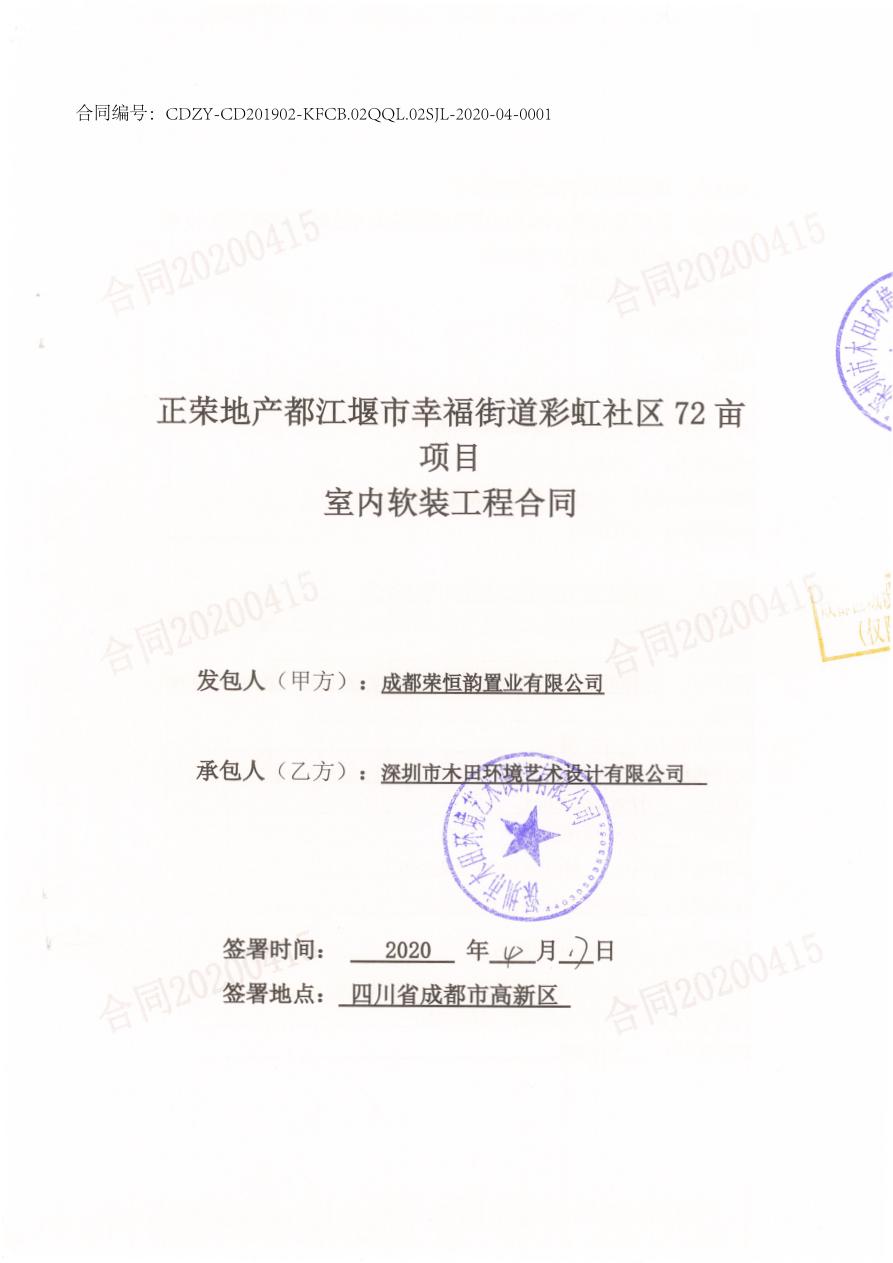 合同编号：CDZY-CD201902-KFCB.02QQL.02SJL-2020-04-0001
合同20200415
合同20200415
深圳市木田环境
正荣地产都江堰市幸福街道彩虹社区 72 亩
项目
室内软装工程合同
合同20200415
合同20200415
（仅
发包人（甲方）：成都荣恒韵置业有限公司
承包人（乙方）：深圳市木田环境艺术设计有限公司
深圳市木田环境艺术设计有限公司
签署时间： 2020 年 4 月 17 日
签署地点： 四川省成都市高新区
合同20200415
合同20200415